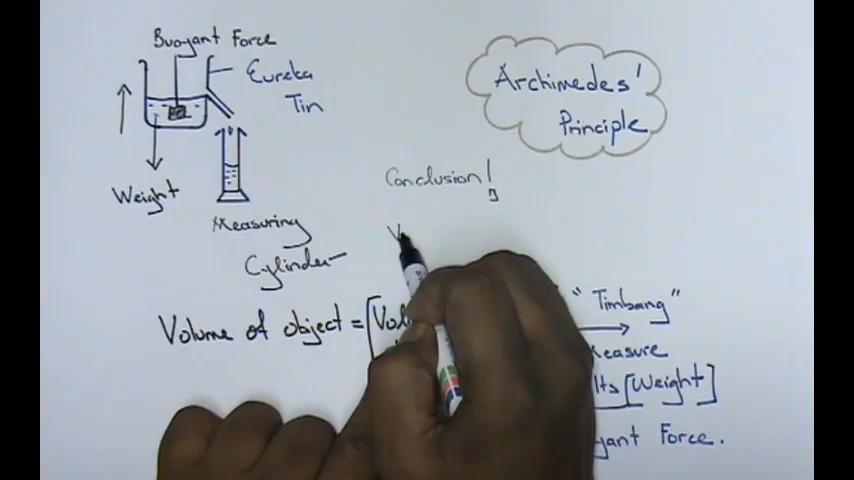 Buoyant Force
Eureka
Tin
Archimedes'
Principle
Weight
Conclusion!
Measuring
Cylinder
"Timbang"
Volume of object =
[Weight]
Force.